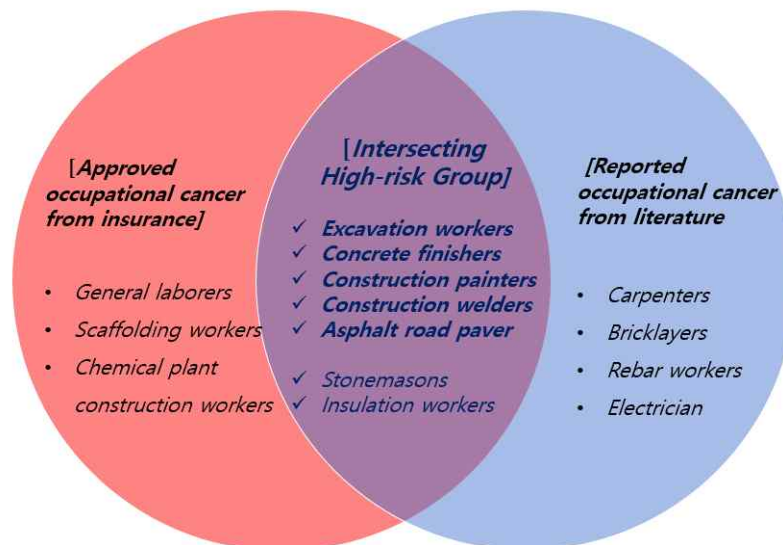 [Approved
occupational cancer
from insurance]
• General laborers
• Scaffolding workers
• Chemical plant
construction workers
[Intersecting
High-risk Group]
✓ Excavation workers
✓ Concrete finishers
✓ Construction painters
✓ Construction welders
✓ Asphalt road paver
✓ Stonemasons
✓ Insulation workers
[Reported
occupational cancer
from literature
• Carpenters
• Bricklayers
• Rebar workers
• Electrician